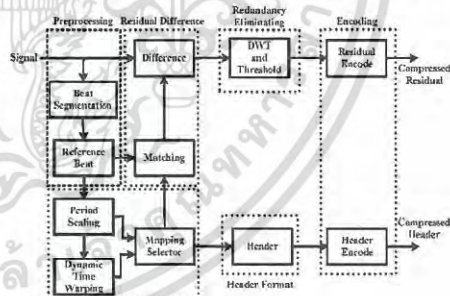 Preprocessing
Residual Difference
Redundancy
Eliminating
Encoding
Signal
Difference
DWT
and
Threshold
Residual
Encode
Compressed
Residual
Beat
Segmentation
Reference
Beat
Matching
Period
Scaling
Mapping
Selector
Header
Header
Encode
Compressed
Header
Dynamic
Time
Warping
Header Format